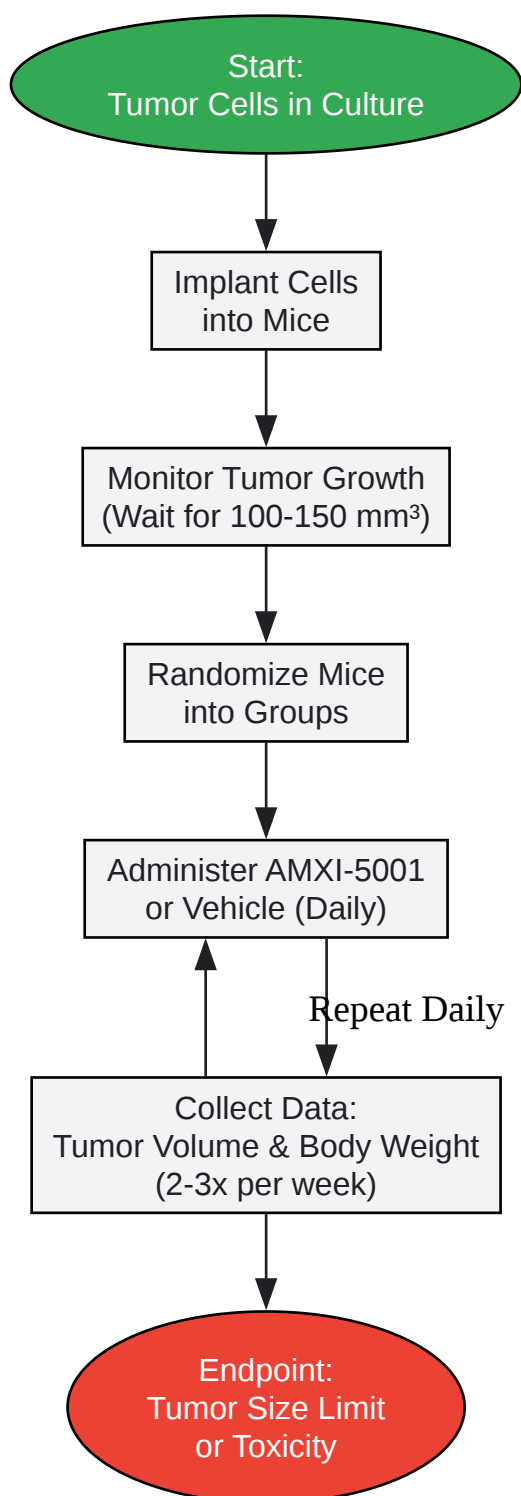 Start:
Tumor Cells in Culture
Implant Cells
into Mice
Monitor Tumor Growth
(Wait for 100-150 mm³)
Randomize Mice
into Groups
Administer AMXI-5001
or Vehicle (Daily)
Repeat Daily
Collect Data:
Tumor Volume & Body Weight
(2-3x per week)
Endpoint:
Tumor Size Limit
or Toxicity